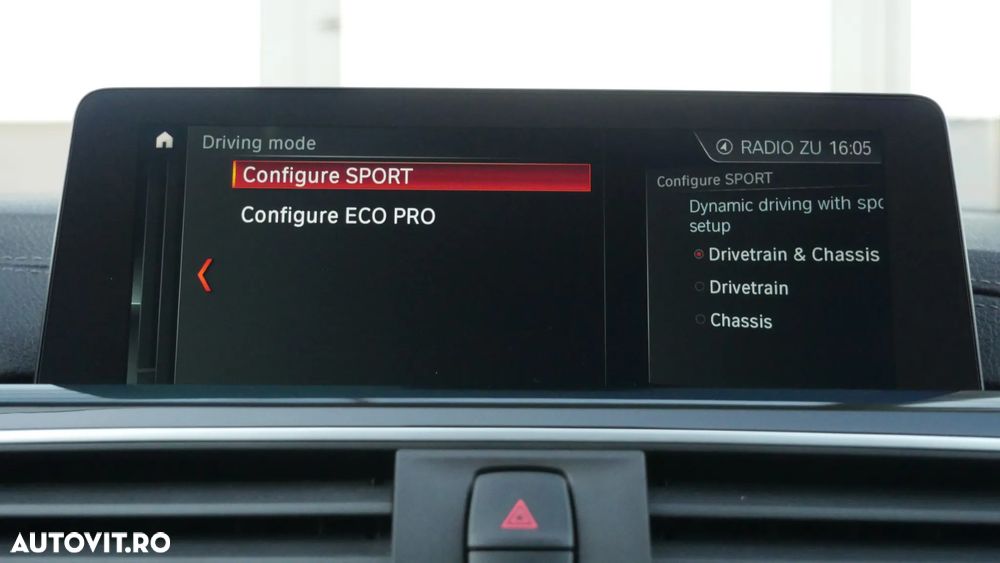 Driving mode
RADIO ZU 16:05
Configure SPORT
Configure ECO PRO
Configure SPORT
Dynamic driving with spo
setup
Drivetrain & Chassis
Drivetrain
Chassis
AUTOVIT.RO